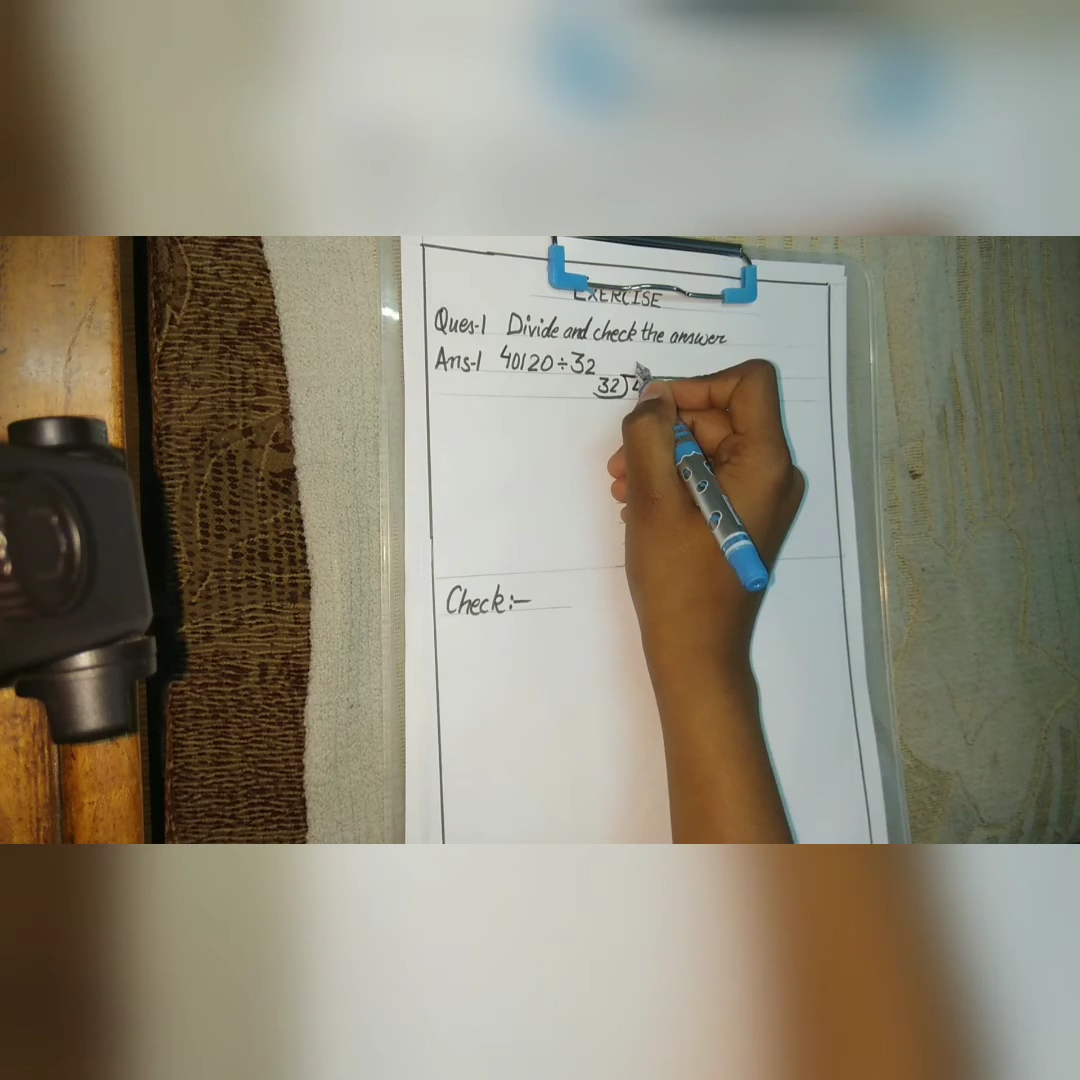 EXERCISE
Ques-1 Divide and check the answer
Ans-1 40120÷32
32)4
Check:-